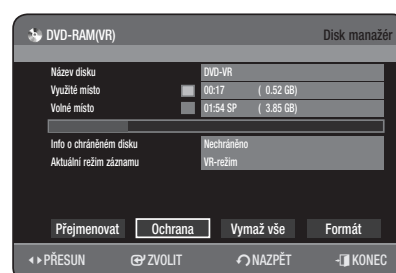 DVD-RAM(VR) Disk manažér
Název disku DVD-VR
Využité místo 00:17 ( 0.52 GB)
Volné místo 01:54 SP ( 3.85 GB)
Info o chráněném disku Nechráněno
Aktuální režim záznamu VR-režim
Přejmenovat Ochrana Vymaž vše Formát
PŘESUN ZVOLIT NAZPĚT KONEC